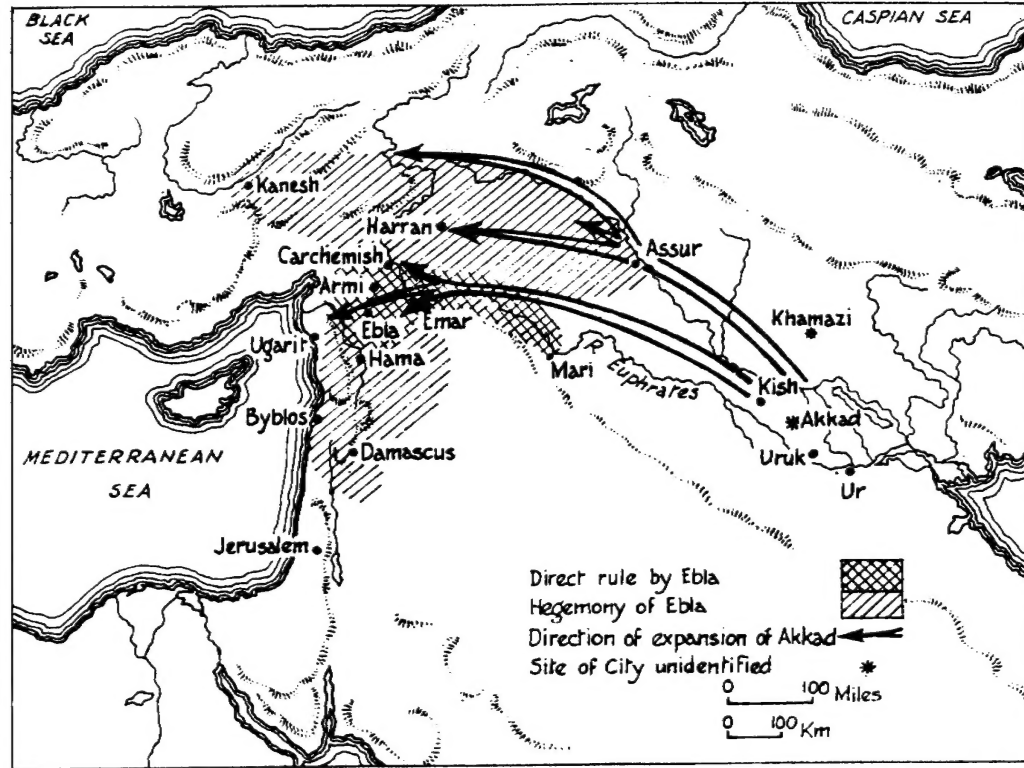 BLACK
SEA
CASPIAN SEA
Kanesh
Harran
Assur
Carchemish
Armi
Khamazi
Ebla
Emar
Ugarit
Hama
Mari
R. Euphrates
Kish
Byblos
Akkad
MEDITERRANEAN
SEA
Damascus
Uruk
Ur
Jerusalem
Direct rule by Ebla
Hegemony of Ebla
Direction of expansion of Akkad
Site of City unidentified
0 100 Miles
0 100 Km